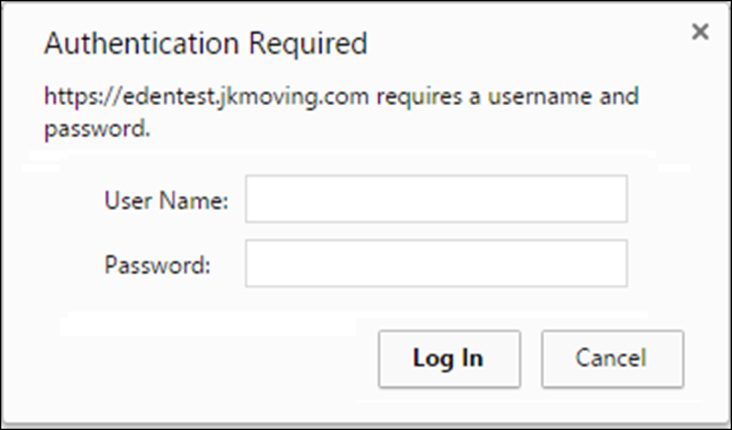 Authentication Required
https://edentest.jkmoving.com requires a username and
password.
User Name:
Password:
Log In
Cancel